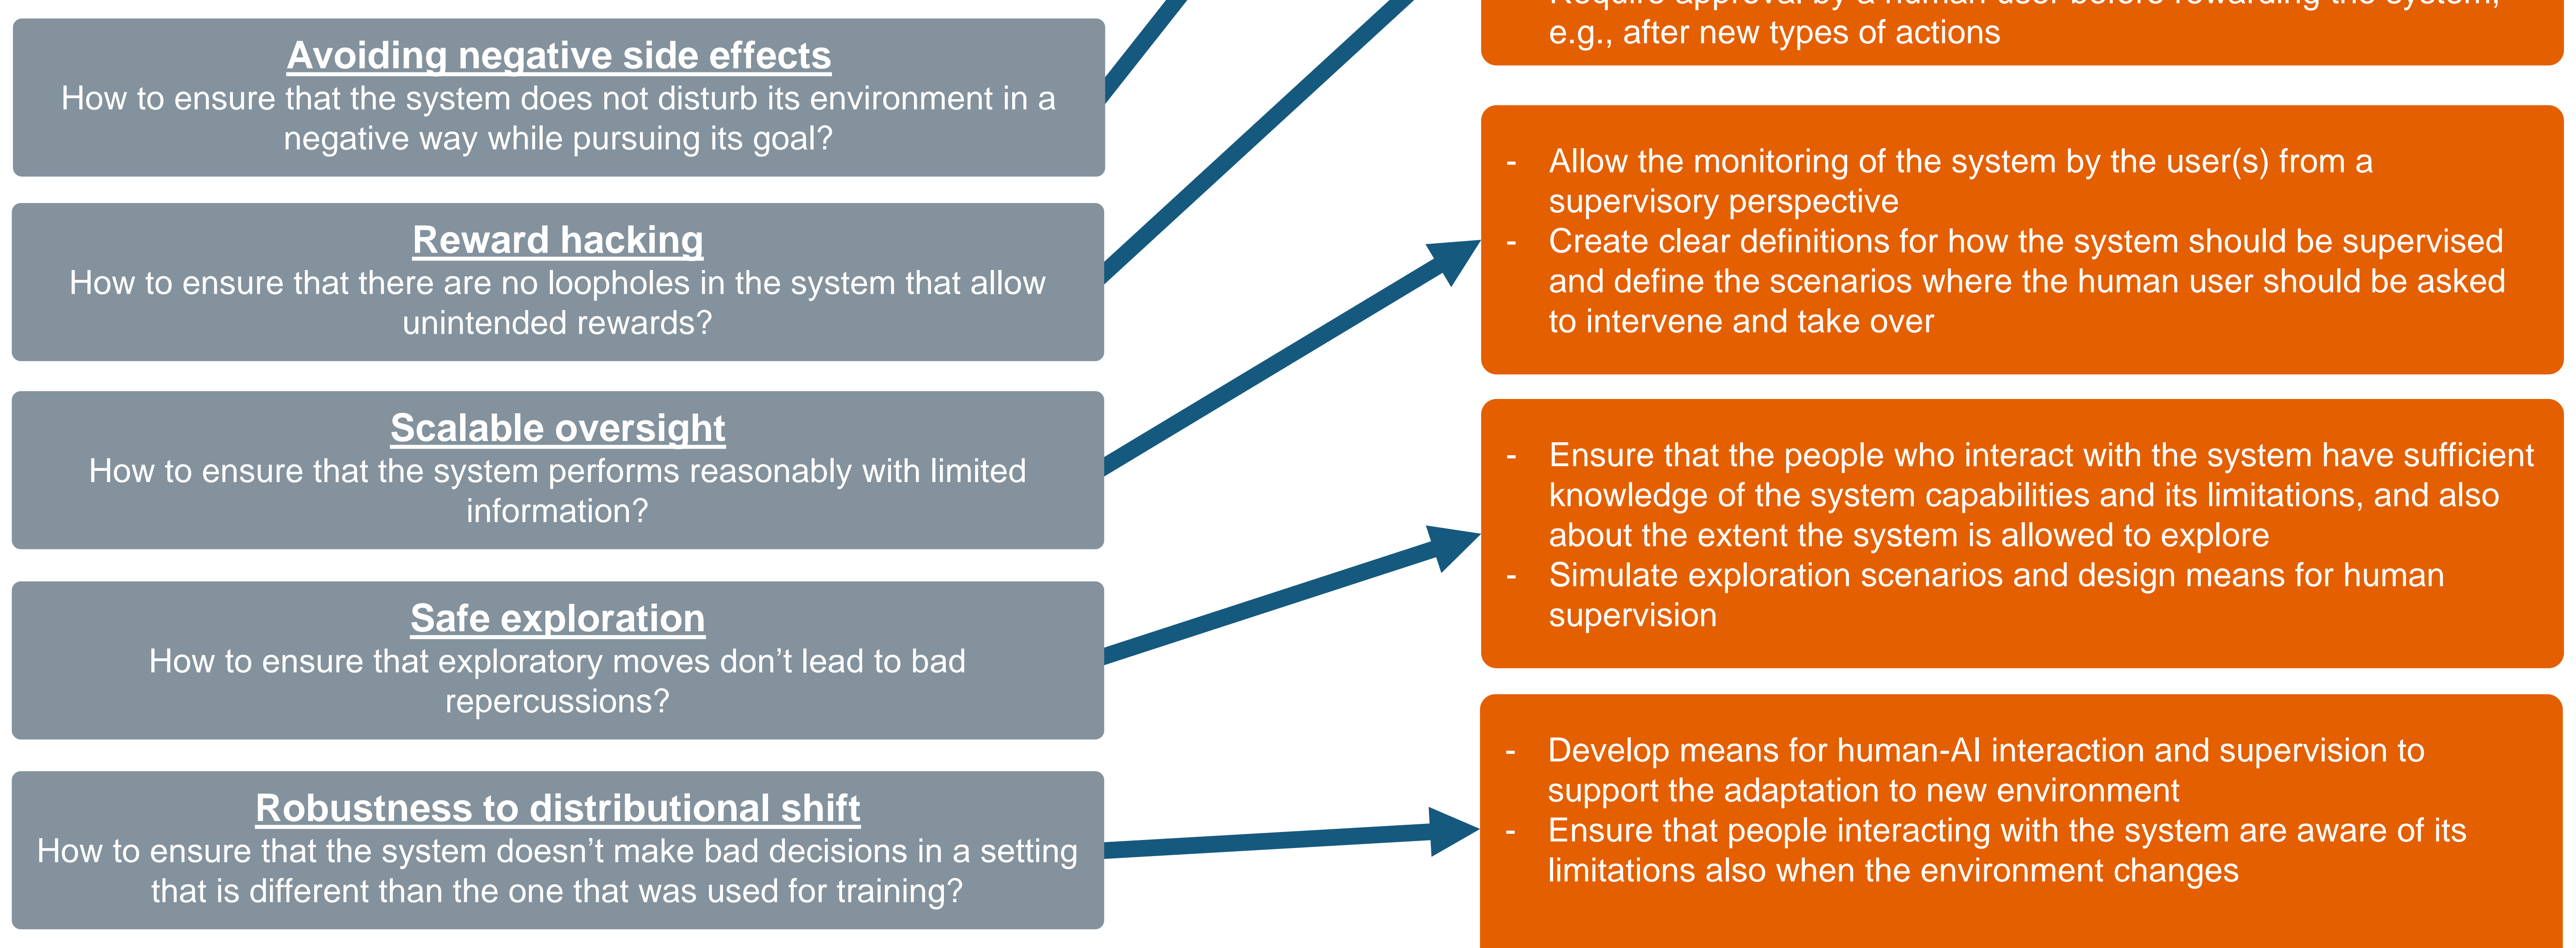 Avoiding negative side effects
How to ensure that the system does not disturb its environment in a
negative way while pursuing its goal?
Reward hacking
How to ensure that there are no loopholes in the system that allow
unintended rewards?
Scalable oversight
How to ensure that the system performs reasonably with limited
information?
Safe exploration
How to ensure that exploratory moves don’t lead to bad
repercussions?
Robustness to distributional shift
How to ensure that the system doesn’t make bad decisions in a setting
that is different than the one that was used for training?
Require approval by a human user before rewarding the system,
e.g., after new types of actions
- Allow the monitoring of the system by the user(s) from a
supervisory perspective
- Create clear definitions for how the system should be supervised
and define the scenarios where the human user should be asked
to intervene and take over
- Ensure that the people who interact with the system have sufficient
knowledge of the system capabilities and its limitations, and also
about the extent the system is allowed to explore
- Simulate exploration scenarios and design means for human
supervision
- Develop means for human-AI interaction and supervision to
support the adaptation to new environment
- Ensure that people interacting with the system are aware of its
limitations also when the environment changes